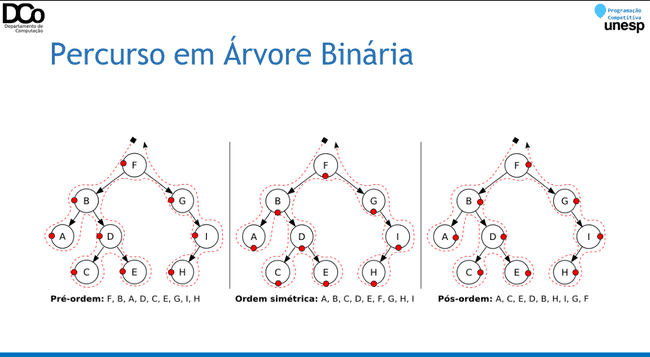 DCo
Departamento de
Computação
Programação
Competitiva
unesp
Percurso em Árvore Binária
F
B
G
A
D
I
C
E
H
Pré-ordem: F, B, A, D, C, E, G, I, H
F
B
G
A
D
I
C
E
H
Ordem simétrica: A, B, C, D, E, F, G, H, I
F
B
G
A
D
I
C
E
H
Pós-ordem: A, C, E, D, B, H, I, G, F